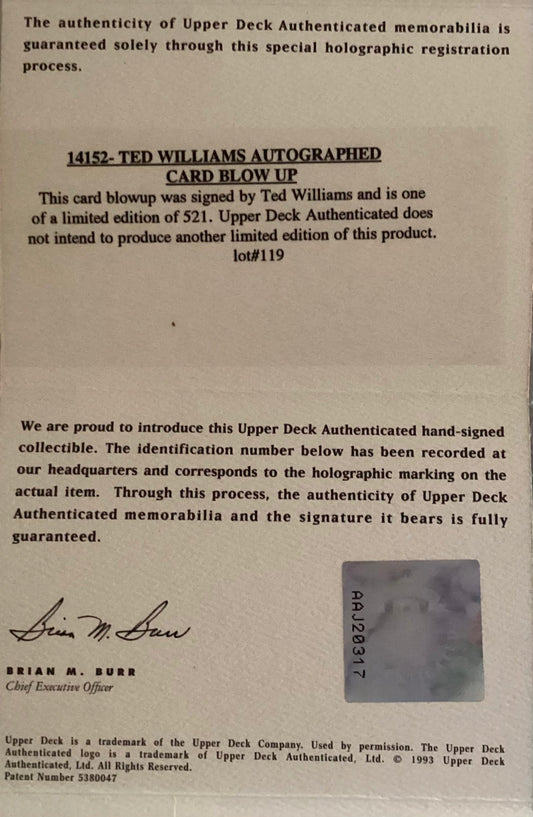 The authenticity of Upper Deck Authenticated memorabilia is
guaranteed solely through this special holographic registration
process.
14152- TED WILLIAMS AUTOGRAPHED
CARD BLOW UP
This card blowup was signed by Ted Williams and is one
of a limited edition of 521. Upper Deck Authenticated does
not intend to produce another limited edition of this product.
lot#119
We are proud to introduce this Upper Deck Authenticated hand-signed
collectible. The identification number below has been recorded at
our headquarters and corresponds to the holographic marking on the
actual item. Through this process, the authenticity of Upper Deck
Authenticated memorabilia and the signature it bears is fully
guaranteed.
Brian M. Burr
BRIAN M. BURR
Chief Executive Officer
AAJ20317
Upper Deck is a trademark of the Upper Deck Company. Used by permission. The Upper Deck
Authenticated logo is a trademark of Upper Deck Authenticated, Ltd. © 1993 Upper Deck
Authenticated, Ltd. All Rights Reserved.
Patent Number 5380047